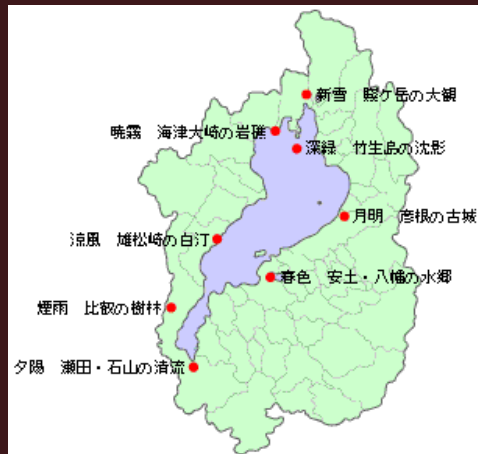 新雪　賤ケ岳の大観
暁霧　海津大崎の岩礁
深緑　竹生島の沈影
月明　彦根の古城
涼風　雄松崎の白汀
春色　安土・八幡の水郷
煙雨　比叡の樹林
夕陽　瀬田・石山の清流